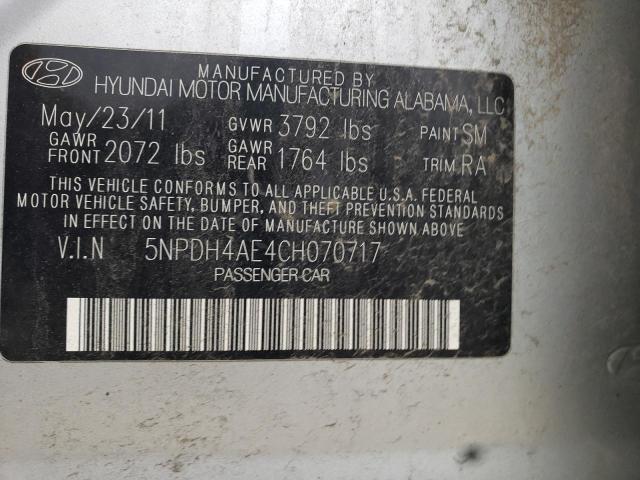 MANUFACTURED BY
HYUNDAI MOTOR MANUFACTURING ALABAMA, LLC
May/23/11 GVWR 3792 lbs PAINT SM
GAWR FRONT 2072 lbs GAWR REAR 1764 lbs TRIM RA
THIS VEHICLE CONFORMS TO ALL APPLICABLE U.S.A. FEDERAL
MOTOR VEHICLE SAFETY, BUMPER, AND THEFT PREVENTION STANDARDS
IN EFFECT ON THE DATE OF MANUFACTURE SHOWN ABOVE.
V.I.N 5NPDH4AE4CH070717
PASSENGER CAR